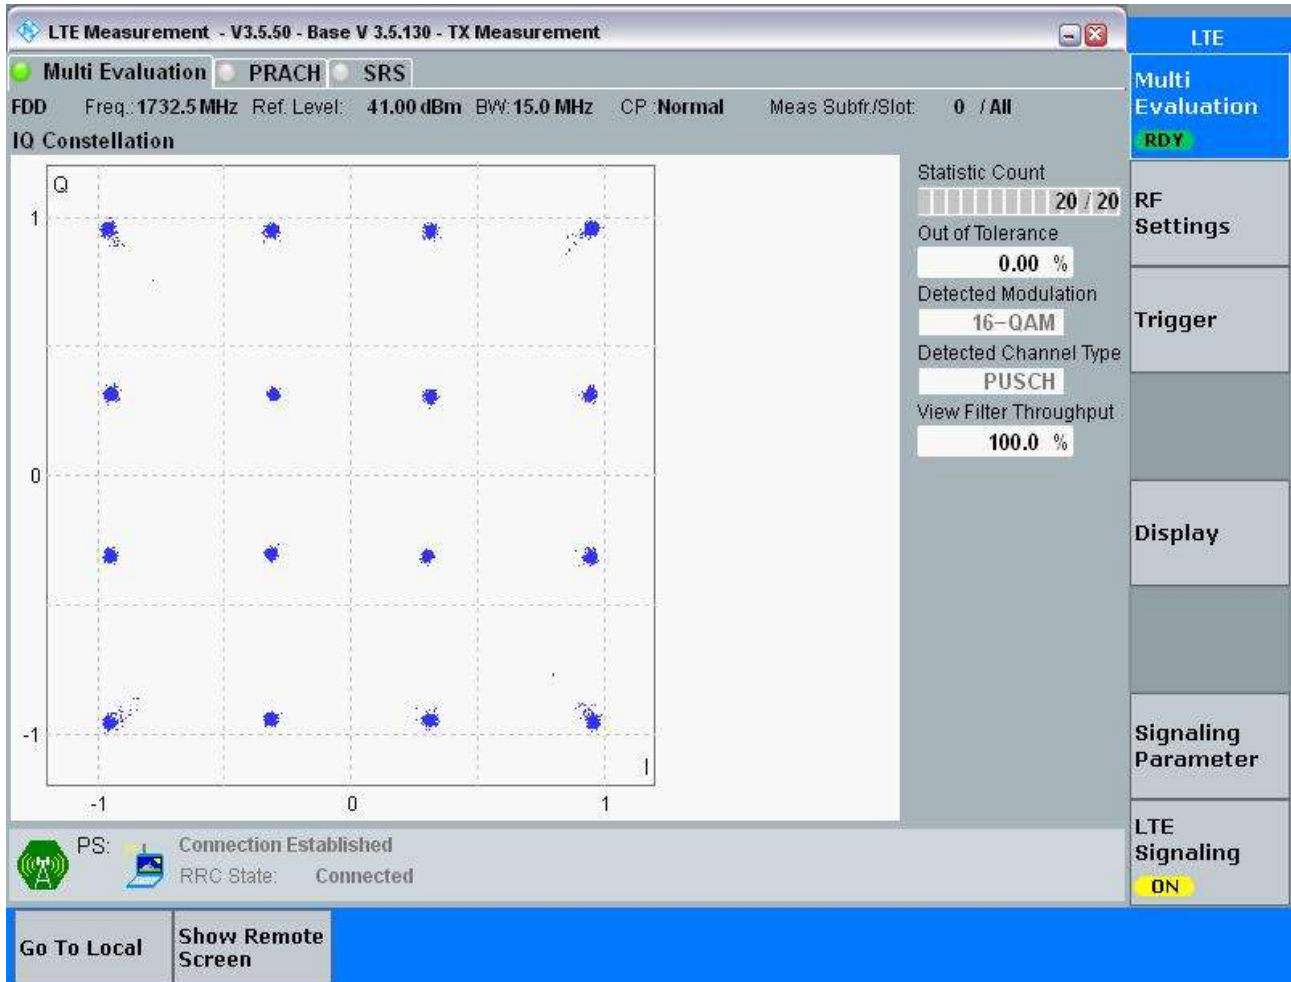 LTE Measurement - V3.5.50 - Base V 3.5.130 - TX Measurement
LTE
Multi Evaluation PRACH SRS
FDD Freq.:1732.5 MHz Ref. Level: 41.00 dBm BW:15.0 MHz CP :Normal Meas Subfr./Slot: 0 / All
IQ Constellation
Q
1
0
-1
I
-1 0 1
Statistic Count
20 / 20
Out of Tolerance
0.00 %
Detected Modulation
16-QAM
Detected Channel Type
PUSCH
View Filter Throughput
100.0 %
Multi
Evaluation
RDY
RF
Settings
Trigger
Display
Signaling
Parameter
LTE
Signaling
ON
PS: Connection Established
RRC State: Connected
Go To Local
Show Remote
Screen